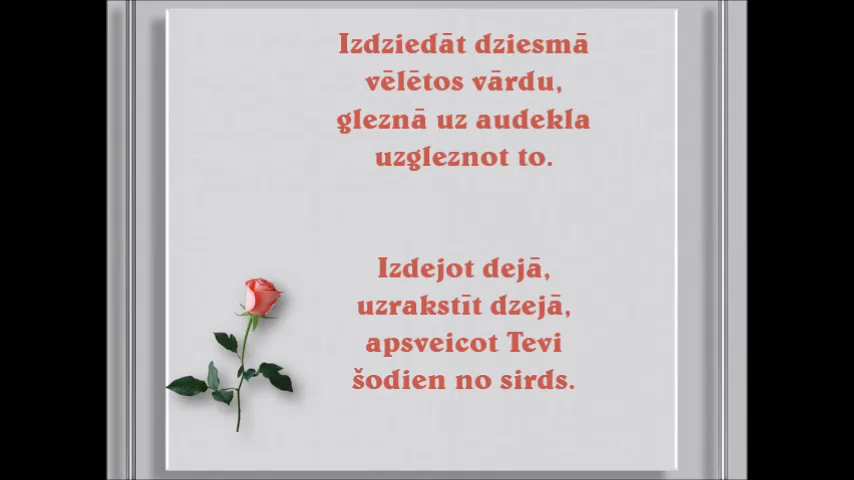 Izdziedāt dziesmā
vēlētos vārdu,
gleznā uz audekla
uzgleznot to.
Izdejot dejā,
uzrakstīt dzejā,
apsveicot Tevi
šodien no sirds.